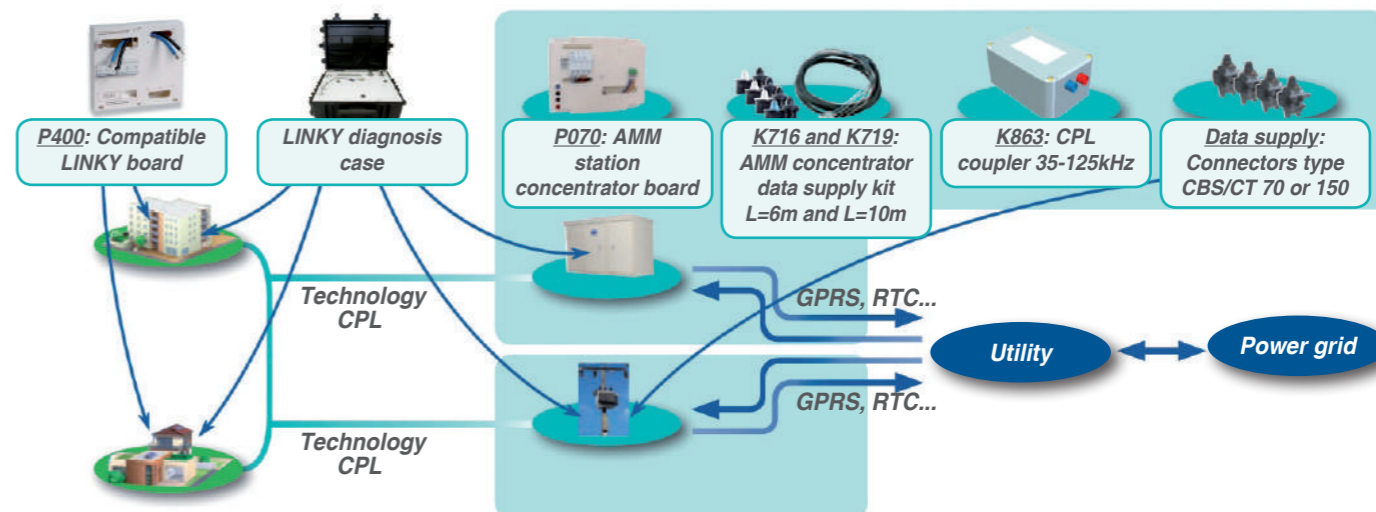 P400: Compatible
LINKY board
LINKY diagnosis
case
P070: AMM
station
concentrator board
K716 and K719:
AMM concentrator
data supply kit
L=6m and L=10m
K863: CPL
coupler 35-125kHz
Data supply:
Connectors type
CBS/CT 70 or 150
Technology
CPL
GPRS, RTC...
Utility
Power grid
GPRS, RTC...
Technology
CPL